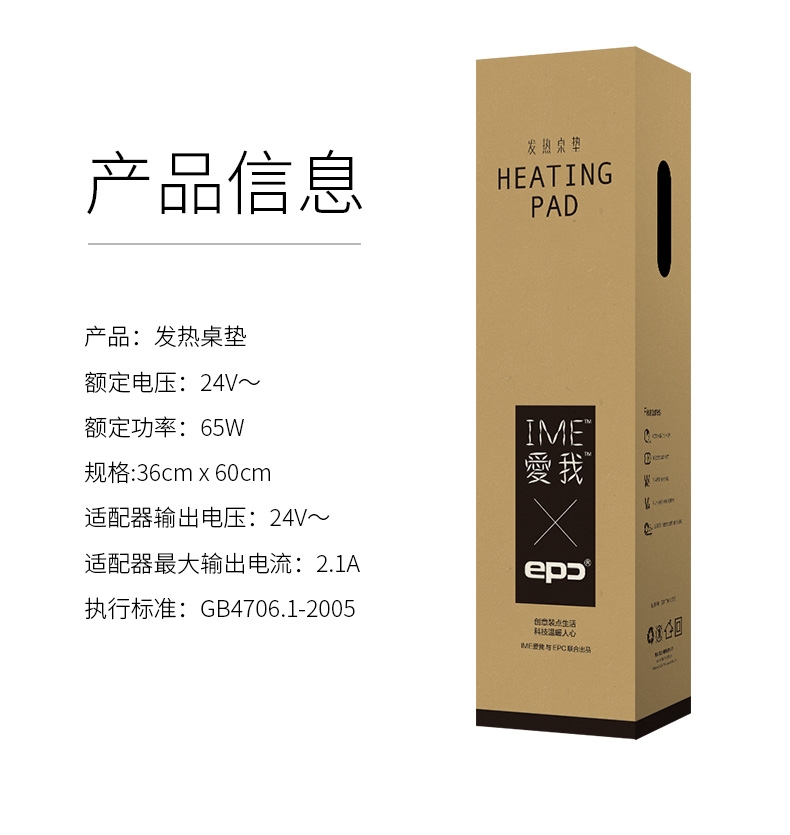 产品信息
产品：发热桌垫
额定电压：24V～
额定功率：65W
规格:36cm x 60cm
适配器输出电压：24V～
适配器最大输出电流：2.1A
执行标准：GB4706.1-2005
发热桌垫
HEATING
PAD
IME™
愛我™
epc®
创意装点生活
科技温暖人心
IME爱我与EPC联合出品
Features